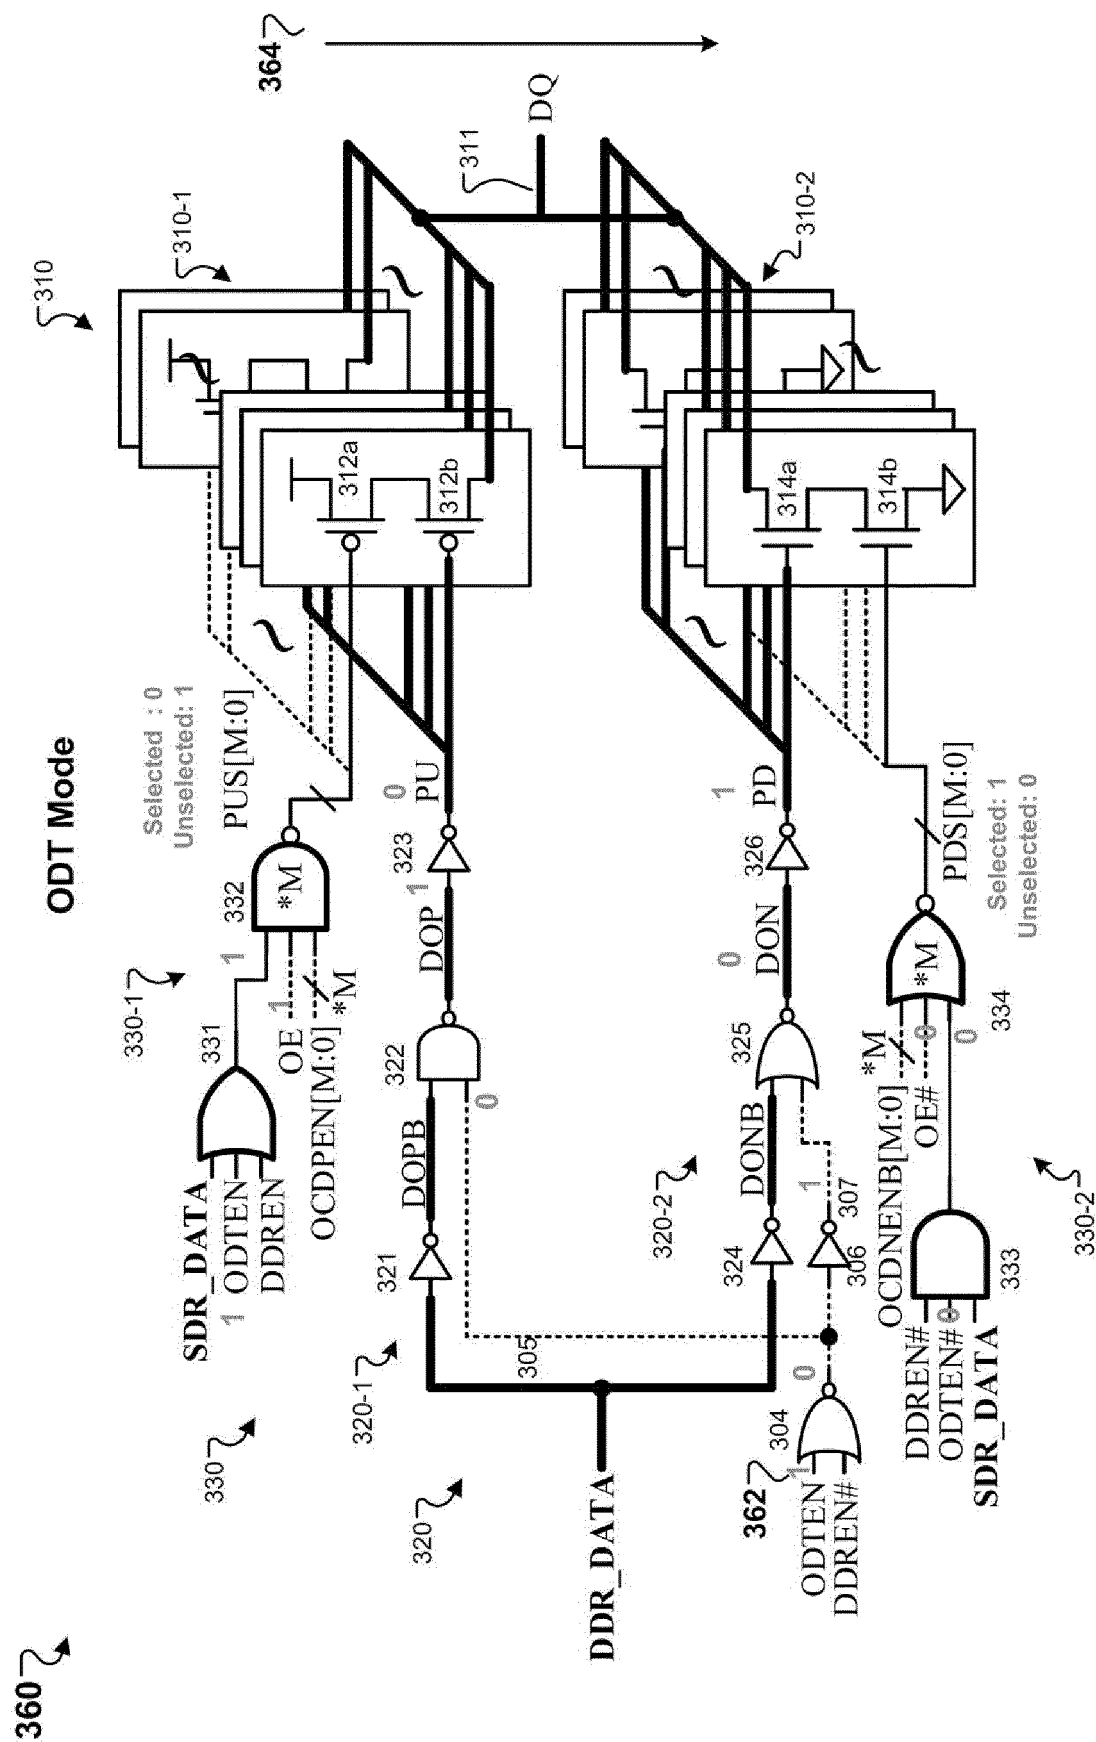 360
ODT Mode
364
310
310-1
330-1
330
SDR_DATA
1 ODTEN
DDREN
331
1
1
OE
OCDPEN[M:0]
*M
332
*M
PUS[M:0]
Selected : 0
Unselected: 1
312a
312b
320
320-1
321
DOPB
322
0
DOP
1
323
0
PU
305
DDR_DATA
311
DQ
310-2
362
1
ODTEN
DDREN#
304
0
306
307
1
320-2
324
DONB
325
DON
0
326
1
PD
314a
314b
330-2
DDREN#
ODTEN#
0
SDR_DATA
333
OCDNENB[M:0]
*M
OE#
0
0
334
*M
PDS[M:0]
Selected: 1
Unselected: 0